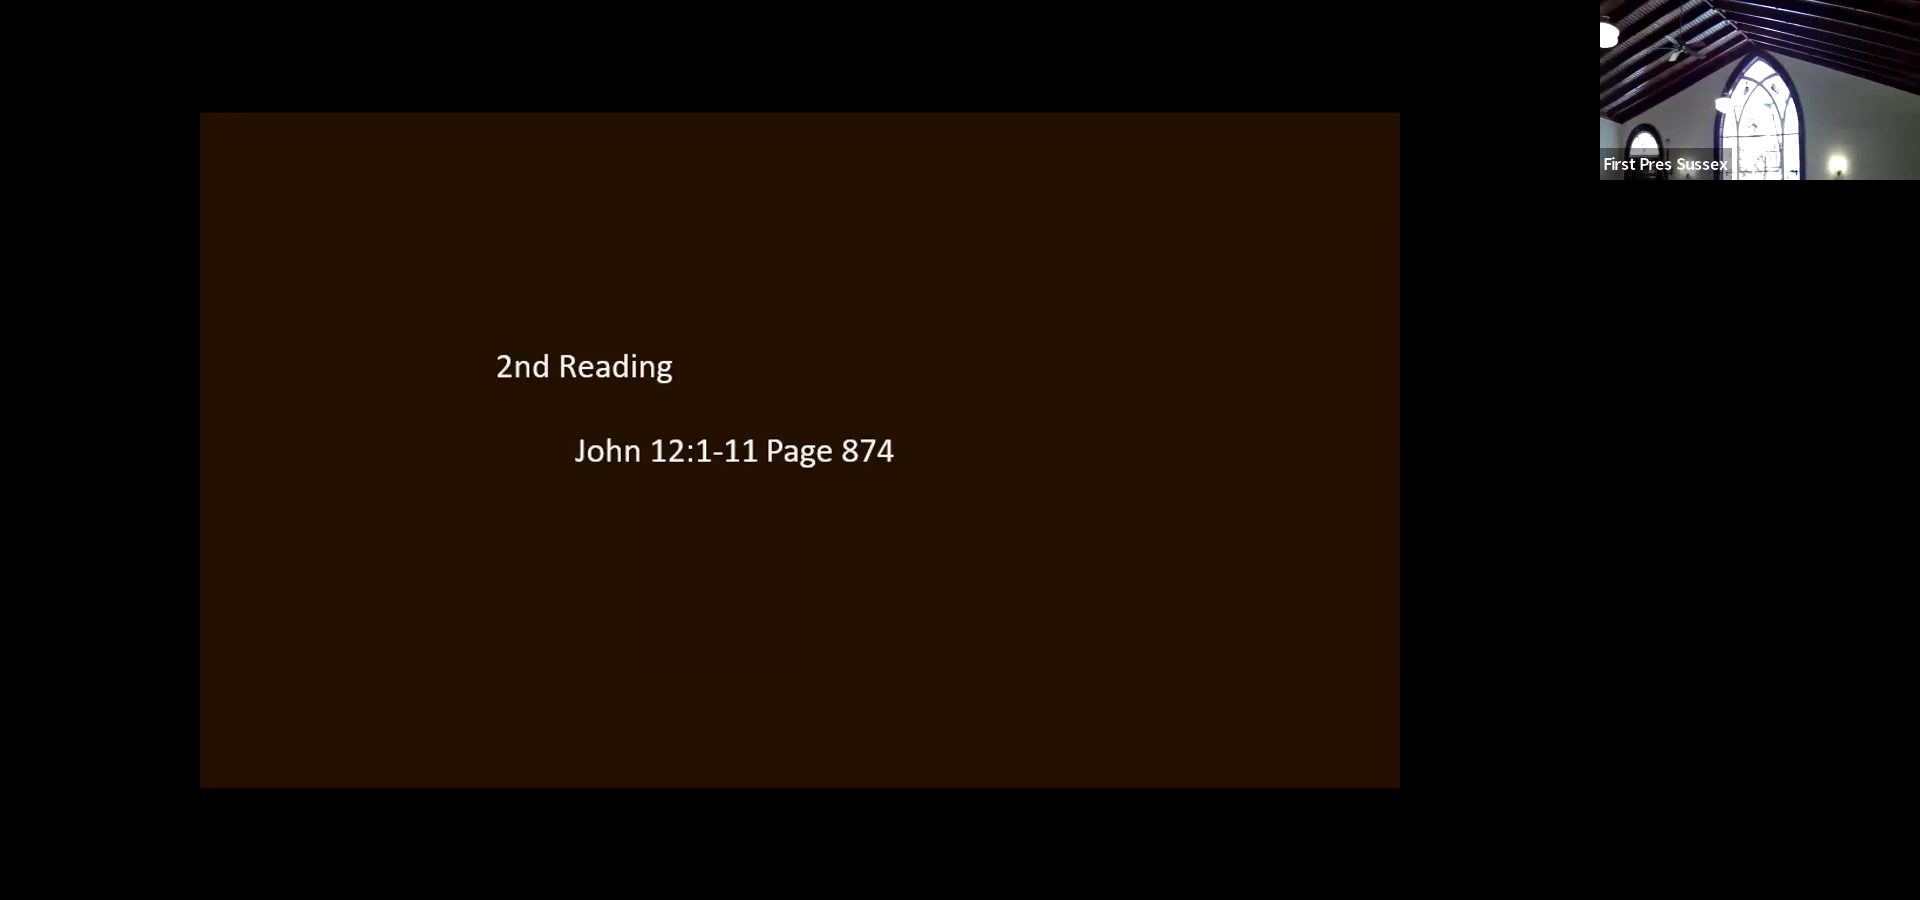 2nd Reading
John 12:1-11 Page 874
First Pres Sussex